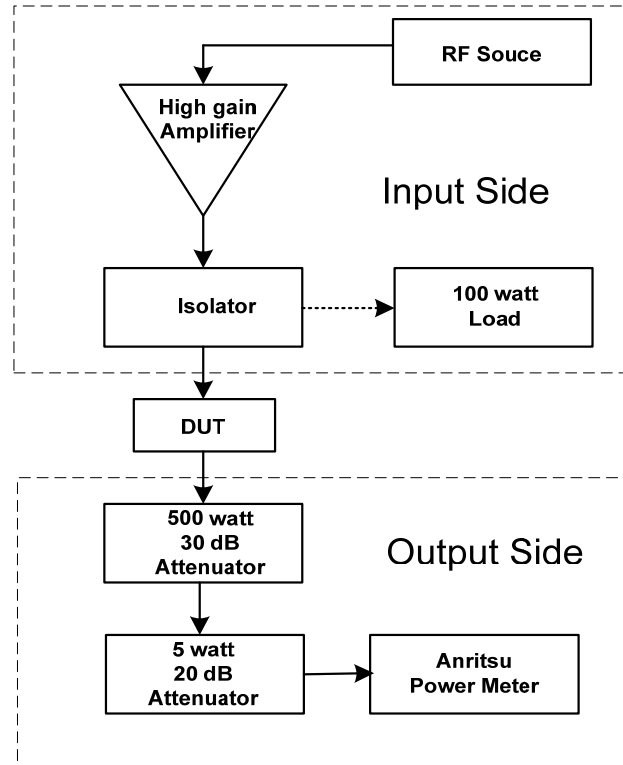 RF Souce
High gain
Amplifier
Input Side
Isolator
100 watt
Load
DUT
500 watt
30 dB
Attenuator
Output Side
5 watt
20 dB
Attenuator
Anritsu
Power Meter